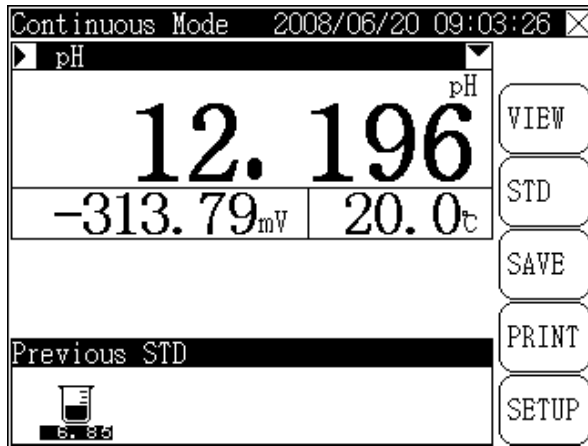 Continuous Mode 2008/06/20 09:03:26
pH
pH
12.196
-313.79mV 20.0℃
VIEW
STD
SAVE
PRINT
SETUP
Previous STD
6.85